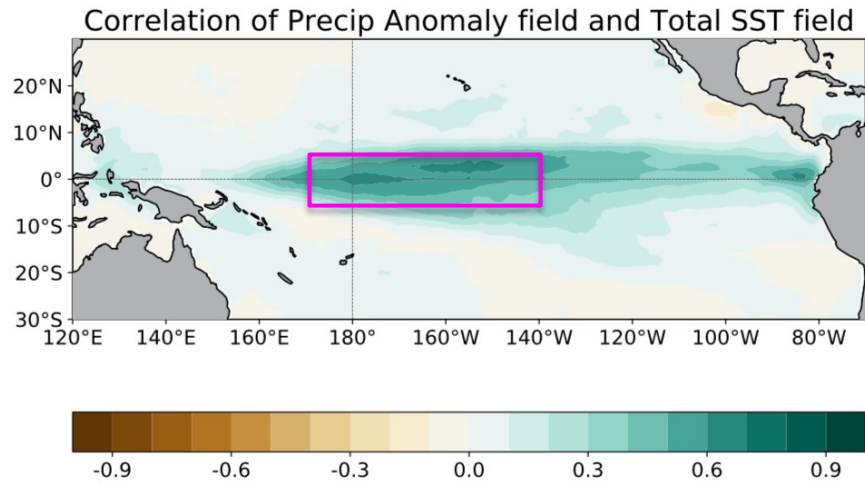 Correlation of Precip Anomaly field and Total SST field
20°N
10°N
0°
10°S
20°S
30°S
120°E 140°E 160°E 180° 160°W 140°W 120°W 100°W 80°W
-0.9 -0.6 -0.3 0.0 0.3 0.6 0.9